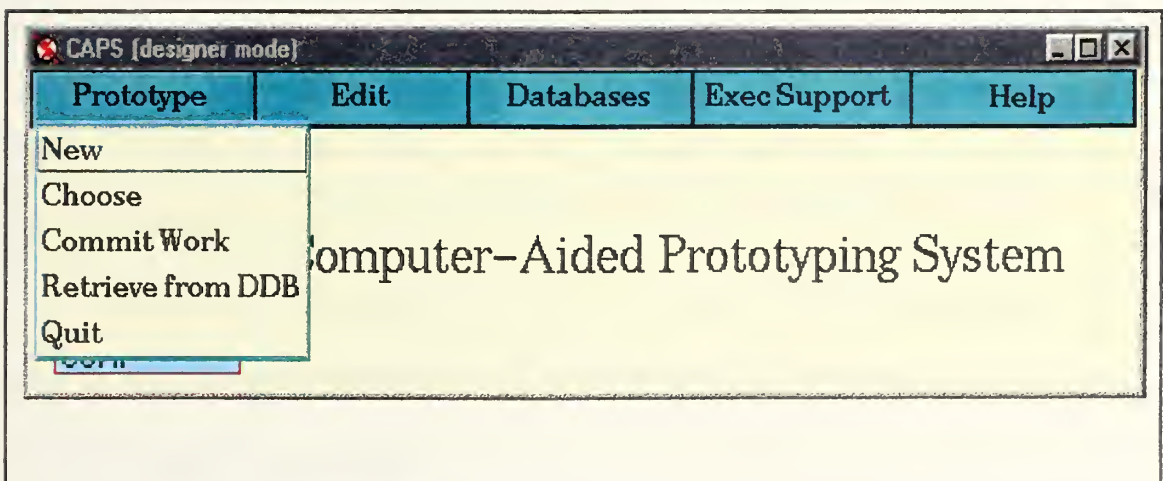 CAPS (designer mode)
Prototype Edit Databases Exec Support Help
New
Choose
Commit Work
Retrieve from DDB
Quit
omputer-Aided Prototyping System